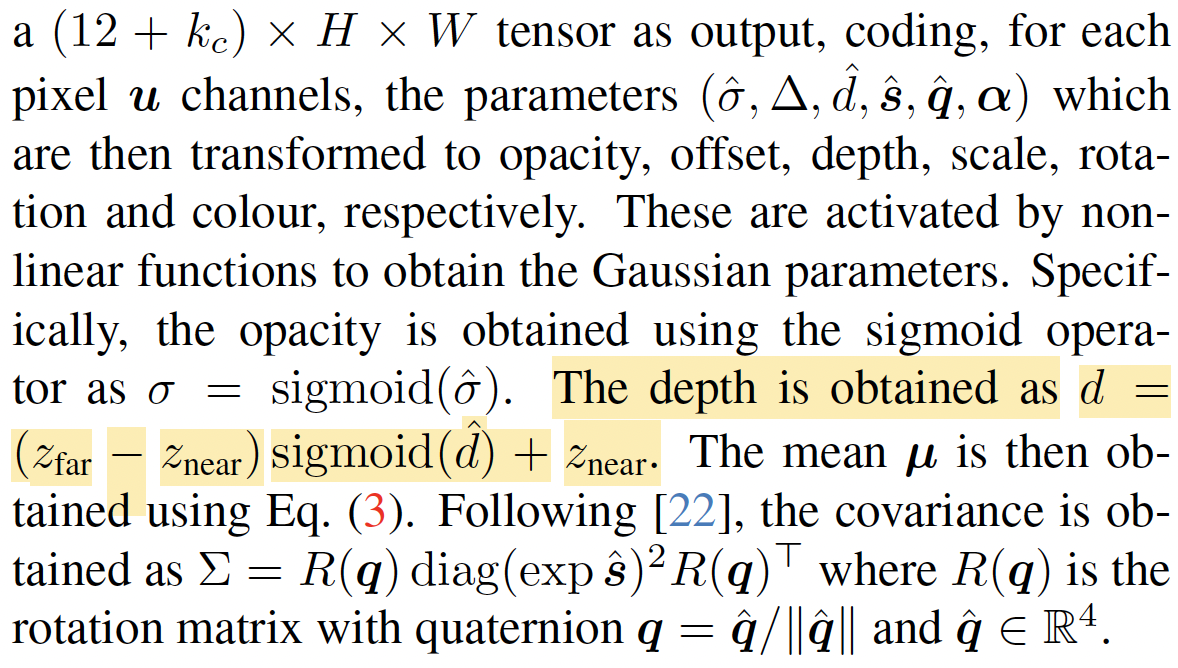 a (12 + k_c) × H × W tensor as output, coding, for each
pixel u channels, the parameters (σ̂, Δ, d̂, ŝ, q̂, α) which
are then transformed to opacity, offset, depth, scale, rota-
tion and colour, respectively. These are activated by non-
linear functions to obtain the Gaussian parameters. Specif-
ically, the opacity is obtained using the sigmoid opera-
tor as σ = sigmoid(σ̂). The depth is obtained as d =
(z_far − z_near) sigmoid(d̂) + z_near. The mean μ is then ob-
tained using Eq. (3). Following [22], the covariance is ob-
tained as Σ = R(q) diag(exp ŝ)²R(q)⊤ where R(q) is the
rotation matrix with quaternion q = q̂/‖q̂‖ and q̂ ∈ ℝ⁴.